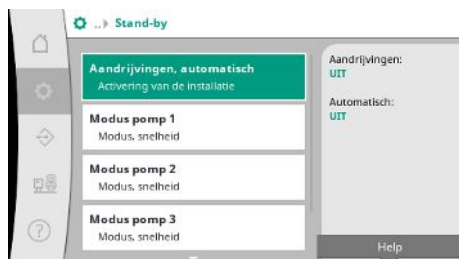 ..▸ Stand-by
Aandrijvingen, automatisch
Activering van de installatie
Modus pomp 1
Modus, snelheid
Modus pomp 2
Modus, snelheid
Modus pomp 3
Modus, snelheid
Aandrijvingen:
UIT
Automatisch:
UIT
Help